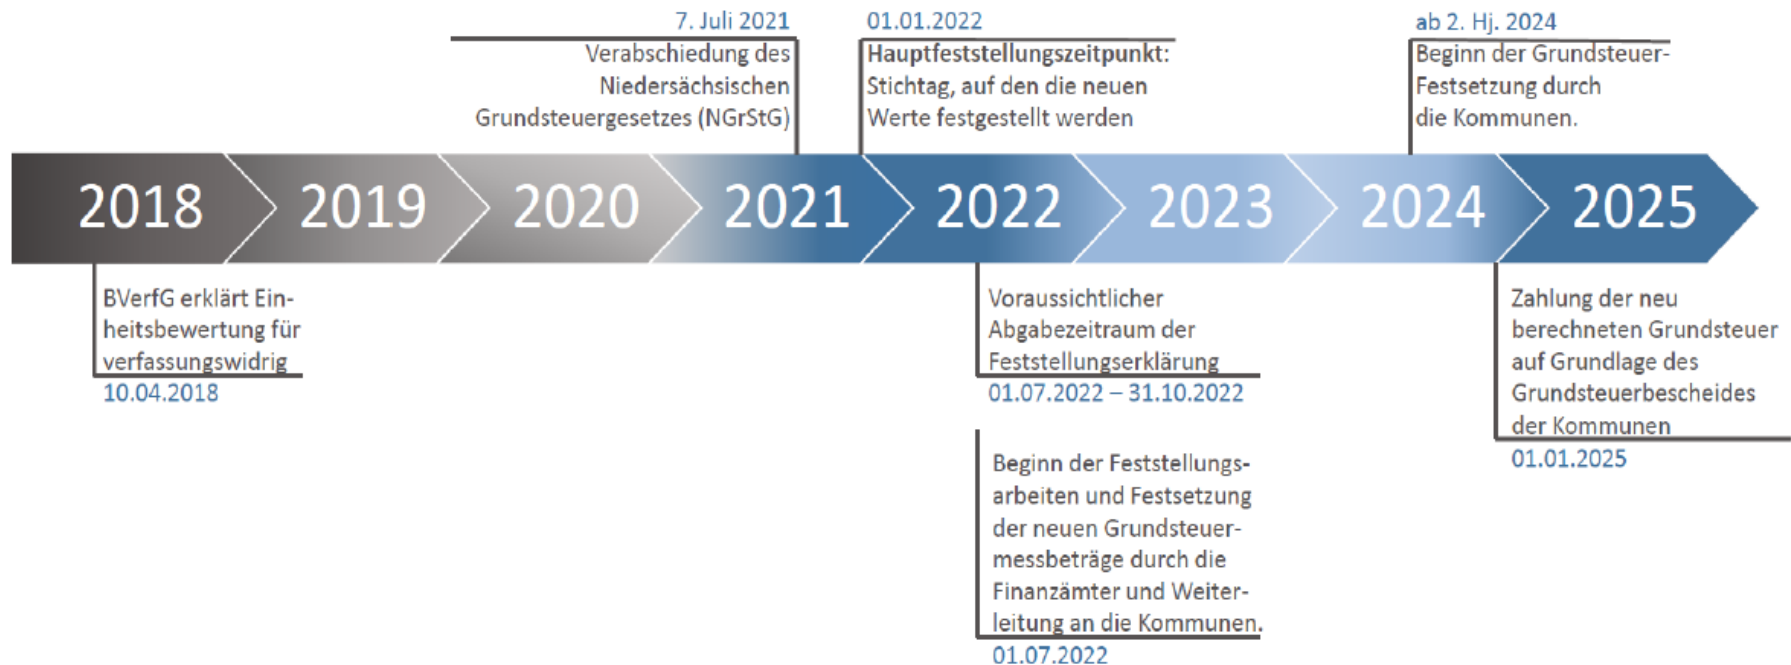 7. Juli 2021
Verabschiedung des
Niedersächsischen
Grundsteuergesetzes (NGrStG)
01.01.2022
Hauptfeststellungszeitpunkt:
Stichtag, auf den die neuen
Werte festgestellt werden
ab 2. Hj. 2024
Beginn der Grundsteuer-
Festsetzung durch
die Kommunen.
2018
2019
2020
2021
2022
2023
2024
2025
BVerfG erklärt Ein-
heitsbewertung für
verfassungswidrig
10.04.2018
Voraussichtlicher
Abgabezeitraum der
Feststellungserklärung
01.07.2022 – 31.10.2022
Beginn der Feststellungs-
arbeiten und Festsetzung
der neuen Grundsteuer-
messbeträge durch die
Finanzämter und Weiter-
leitung an die Kommunen.
01.07.2022
Zahlung der neu
berechneten Grundsteuer
auf Grundlage des
Grundsteuerbescheides
der Kommunen
01.01.2025